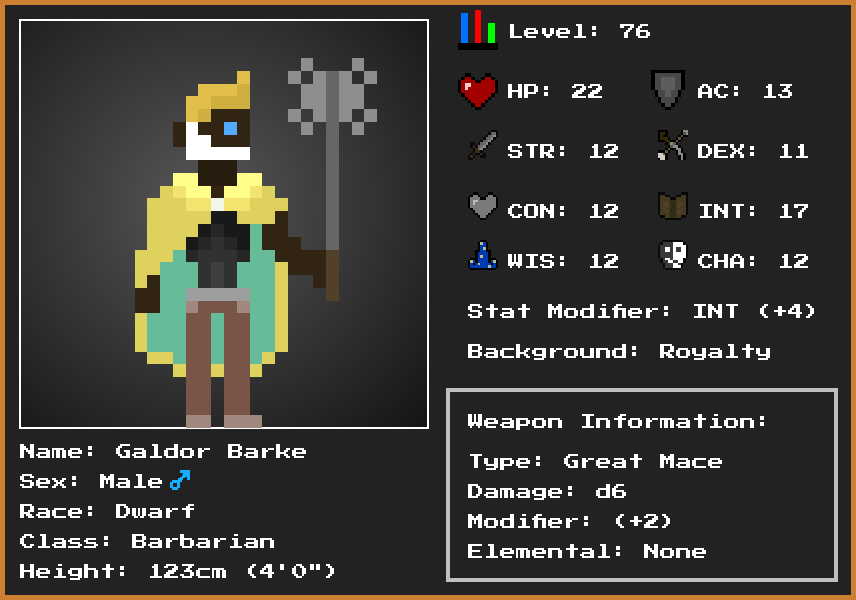 Level: 76
HP: 22
AC: 13
STR: 12
DEX: 11
CON: 12
INT: 17
WIS: 12
CHA: 12
Stat Modifier: INT (+4)
Background: Royalty
Weapon Information:
Type: Great Mace
Damage: d6
Modifier: (+2)
Elemental: None
Name: Galdor Barke
Sex: Male ♂
Race: Dwarf
Class: Barbarian
Height: 123cm (4'0")